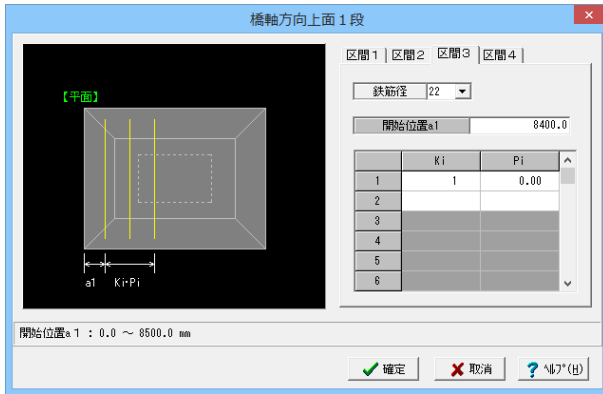 橋軸方向上面１段
×
区間１ 区間２ 区間３ 区間４
【平面】
鉄筋径 22
開始位置a1 8400.0
Ki Pi
1 1 0.00
2
3
4
5
6
a1 Ki・Pi
開始位置a１ : 0.0 ～ 8500.0 mm
確定 取消 ﾍﾙﾌﾟ(H)